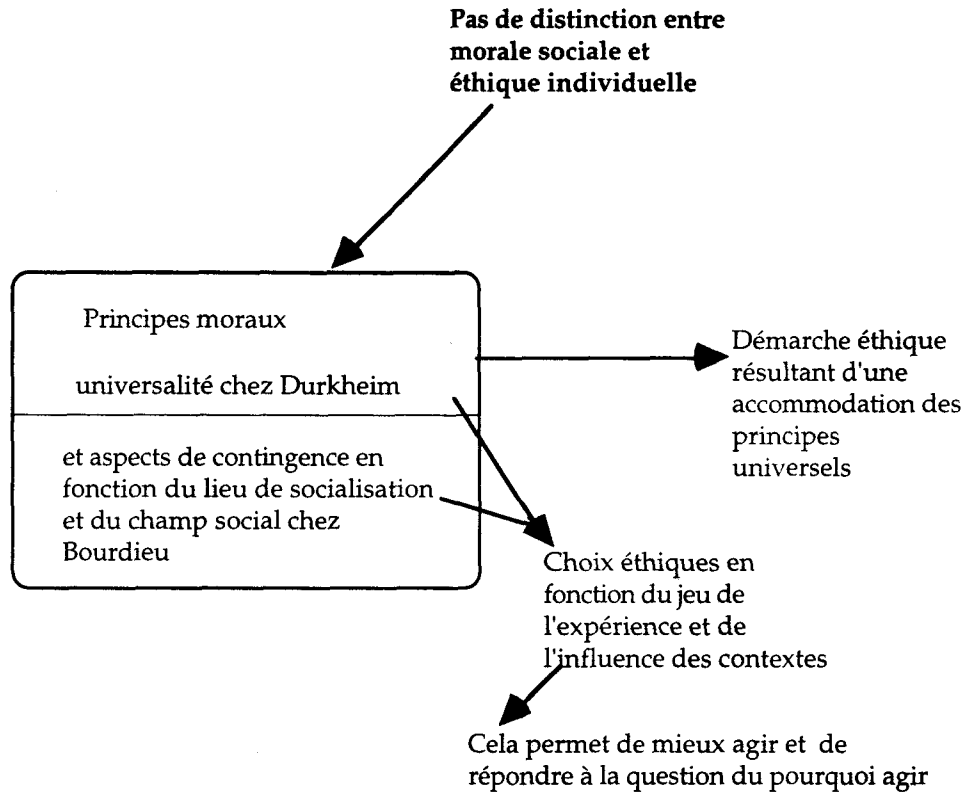 Pas de distinction entre
morale sociale et
éthique individuelle
Principes moraux
universalité chez Durkheim
et aspects de contingence en
fonction du lieu de socialisation
et du champ social chez
Bourdieu
Démarche éthique
résultant d'une
accommodation des
principes
universels
Choix éthiques en
fonction du jeu de
l'expérience et de
l'influence des contextes
Cela permet de mieux agir et de
répondre à la question du pourquoi agir